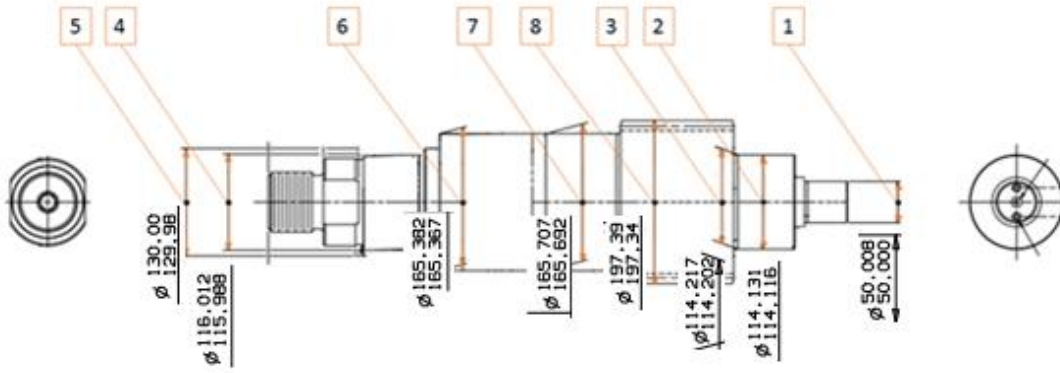 5 4 6 7 8 3 2 1
Ø 130.00
129.98
Ø 116.012
115.988
Ø 165.382
165.367
Ø 165.707
165.692
Ø 197.39
197.34
Ø 114.217
114.202
Ø 114.131
114.116
Ø 50.008
50.000